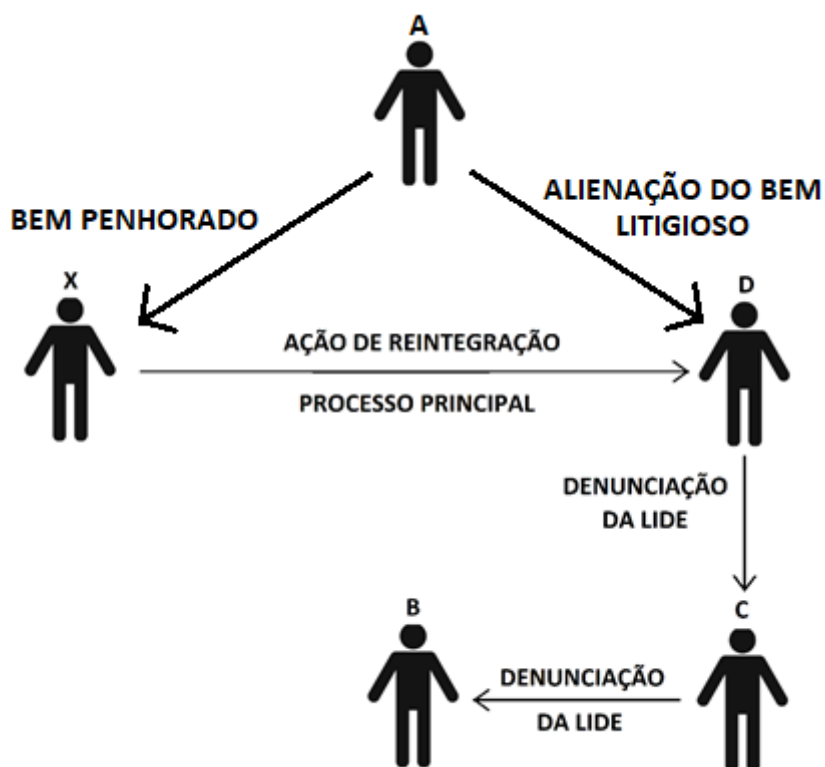 A
BEM PENHORADO
ALIENAÇÃO DO BEM
LITIGIOSO
X
D
AÇÃO DE REINTEGRAÇÃO
PROCESSO PRINCIPAL
DENUNCIAÇÃO
DA LIDE
B
C
DENUNCIAÇÃO
DA LIDE